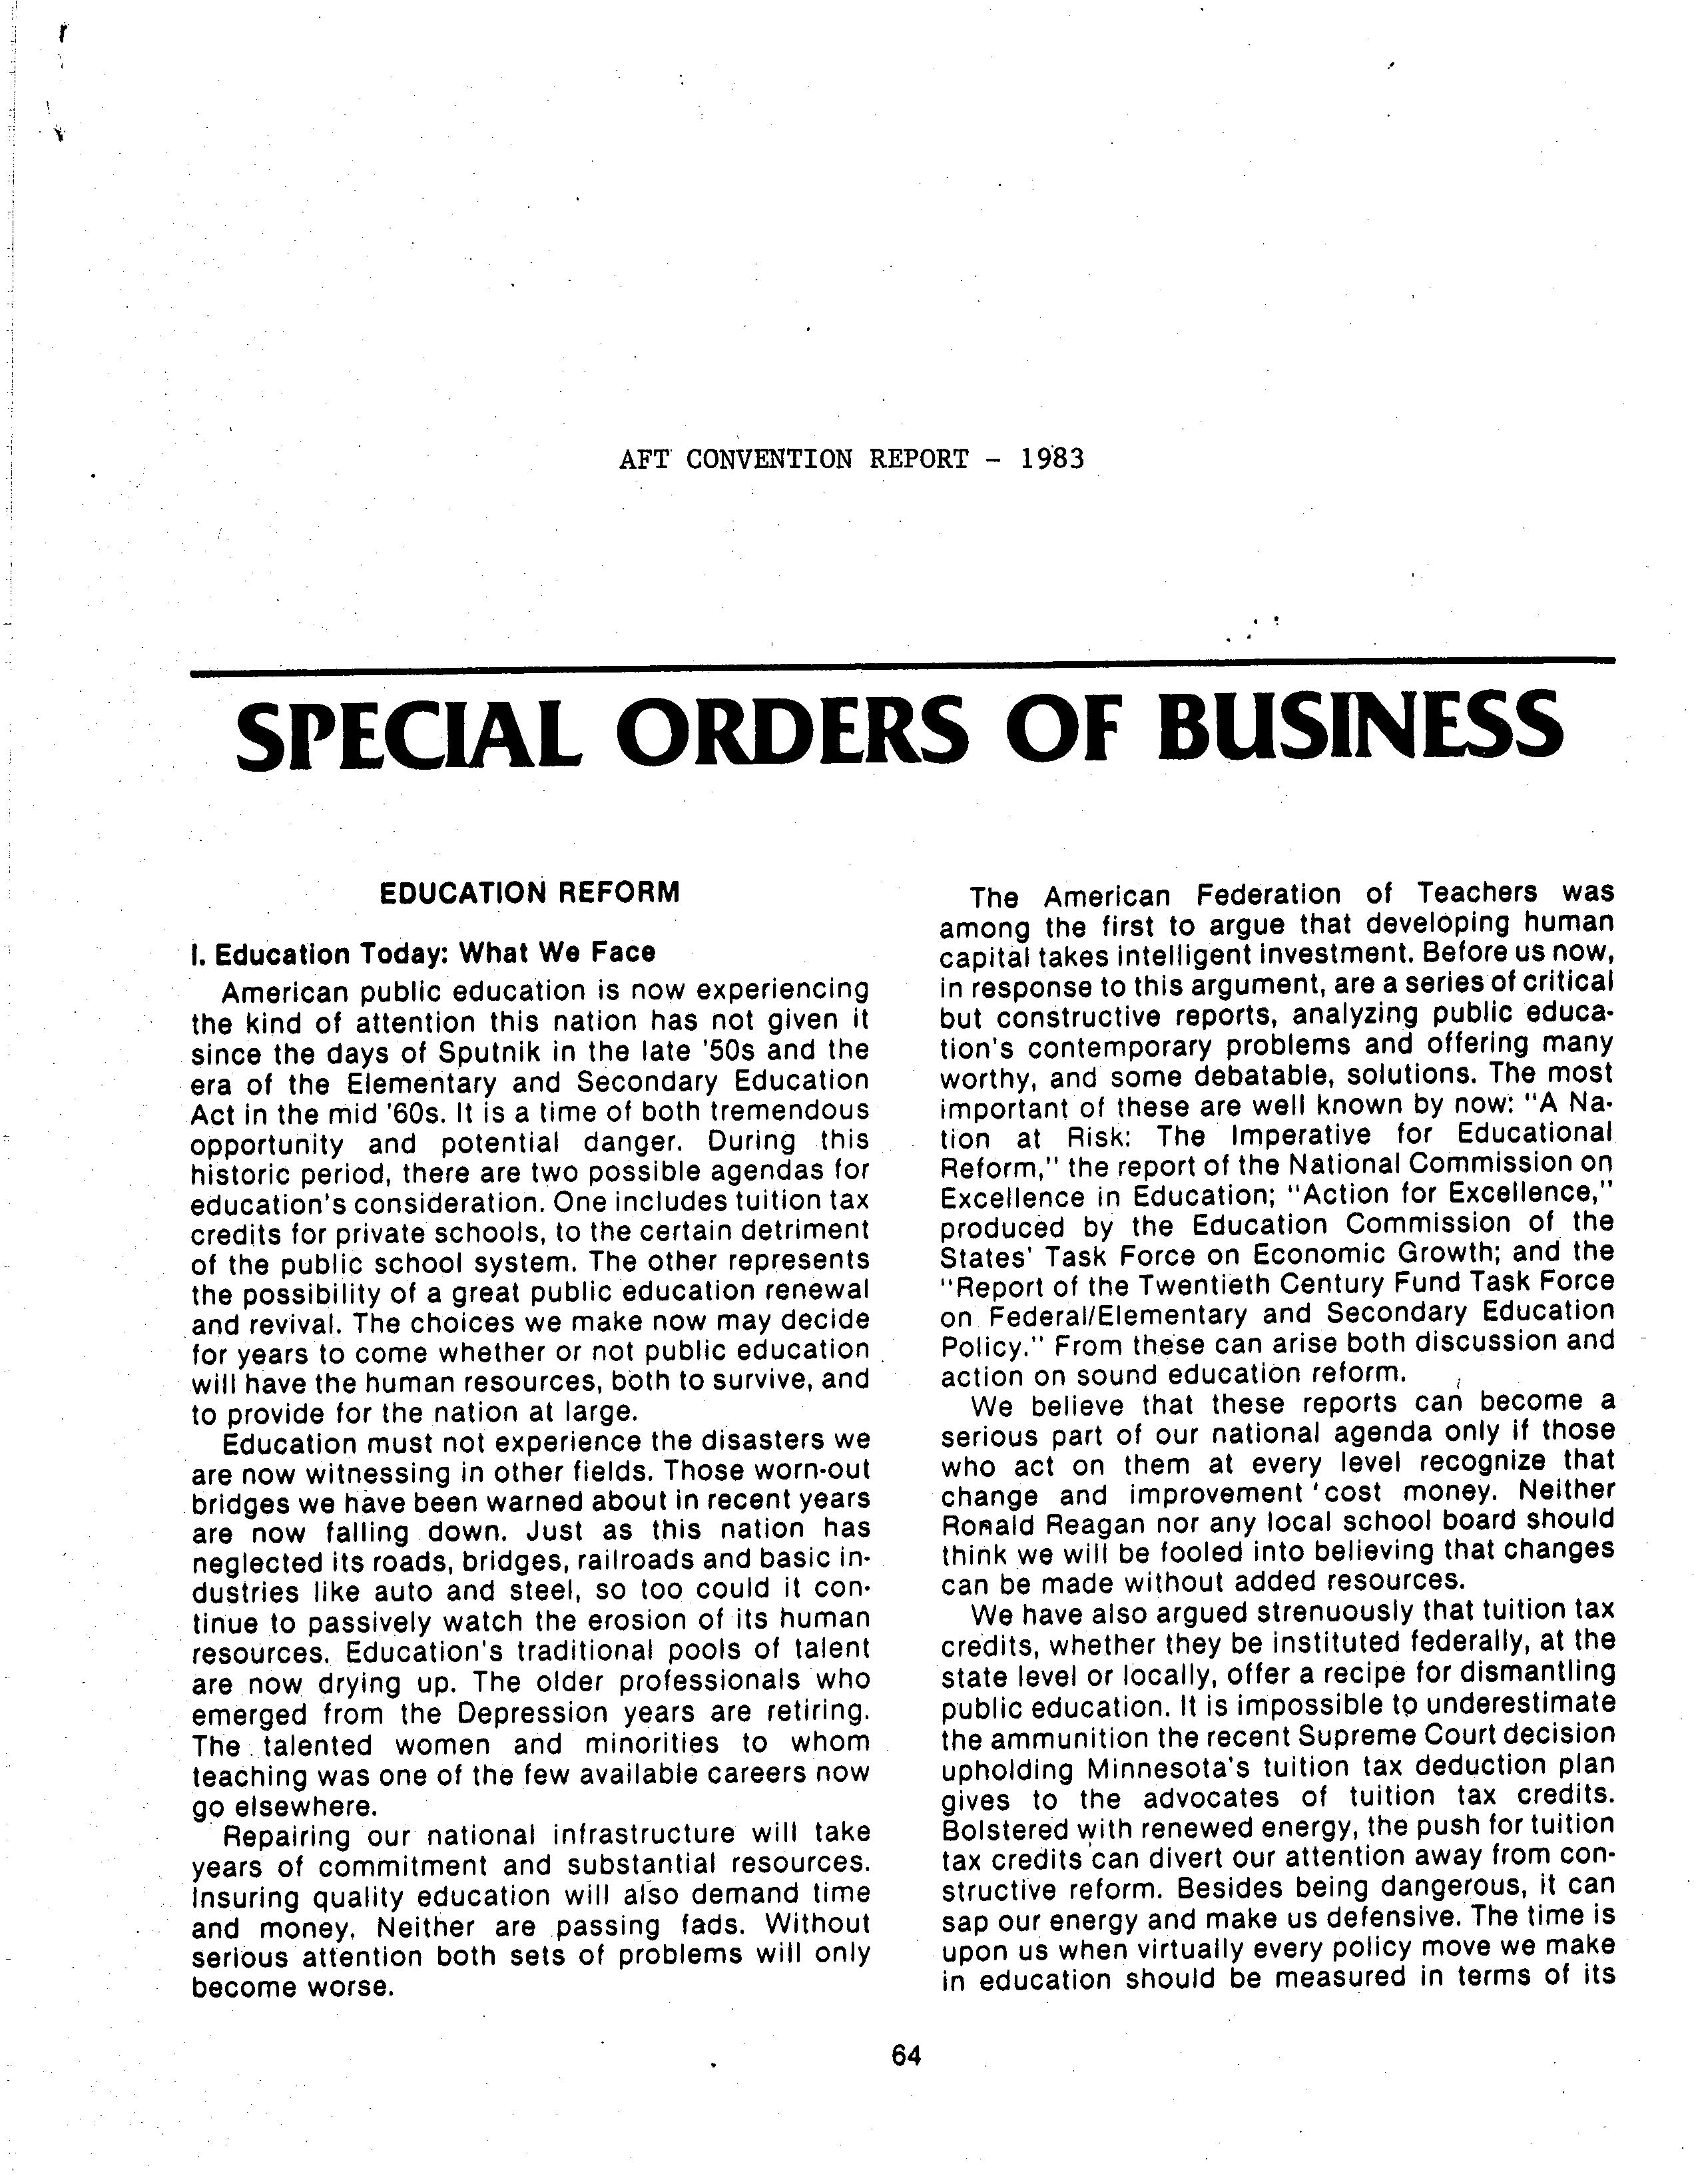 AFT CONVENTION REPORT - 1983
SPECIAL ORDERS OF BUSINESS
EDUCATION REFORM
I. Education Today: What We Face
American public education is now experiencing
the kind of attention this nation has not given it
since the days of Sputnik in the late '50s and the
era of the Elementary and Secondary Education
Act in the mid '60s. It is a time of both tremendous
opportunity and potential danger. During this
historic period, there are two possible agendas for
education's consideration. One includes tuition tax
credits for private schools, to the certain detriment
of the public school system. The other represents
the possibility of a great public education renewal
and revival. The choices we make now may decide
for years to come whether or not public education
will have the human resources, both to survive, and
to provide for the nation at large.
Education must not experience the disasters we
are now witnessing in other fields. Those worn-out
bridges we have been warned about in recent years
are now falling down. Just as this nation has
neglected its roads, bridges, railroads and basic in-
dustries like auto and steel, so too could it con-
tinue to passively watch the erosion of its human
resources. Education's traditional pools of talent
are now drying up. The older professionals who
emerged from the Depression years are retiring.
The talented women and minorities to whom
teaching was one of the few available careers now
go elsewhere.
Repairing our national infrastructure will take
years of commitment and substantial resources.
Insuring quality education will also demand time
and money. Neither are passing fads. Without
serious attention both sets of problems will only
become worse.
The American Federation of Teachers was
among the first to argue that developing human
capital takes intelligent investment. Before us now,
in response to this argument, are a series of critical
but constructive reports, analyzing public educa-
tion's contemporary problems and offering many
worthy, and some debatable, solutions. The most
important of these are well known by now: "A Na-
tion at Risk: The Imperative for Educational
Reform," the report of the National Commission on
Excellence in Education; "Action for Excellence,"
produced by the Education Commission of the
States' Task Force on Economic Growth; and the
"Report of the Twentieth Century Fund Task Force
on Federal/Elementary and Secondary Education
Policy." From these can arise both discussion and
action on sound education reform.
We believe that these reports can become a
serious part of our national agenda only if those
who act on them at every level recognize that
change and improvement cost money. Neither
Ronald Reagan nor any local school board should
think we will be fooled into believing that changes
can be made without added resources.
We have also argued strenuously that tuition tax
credits, whether they be instituted federally, at the
state level or locally, offer a recipe for dismantling
public education. It is impossible to underestimate
the ammunition the recent Supreme Court decision
upholding Minnesota's tuition tax deduction plan
gives to the advocates of tuition tax credits.
Bolstered with renewed energy, the push for tuition
tax credits can divert our attention away from con-
structive reform. Besides being dangerous, it can
sap our energy and make us defensive. The time is
upon us when virtually every policy move we make
in education should be measured in terms of its
64